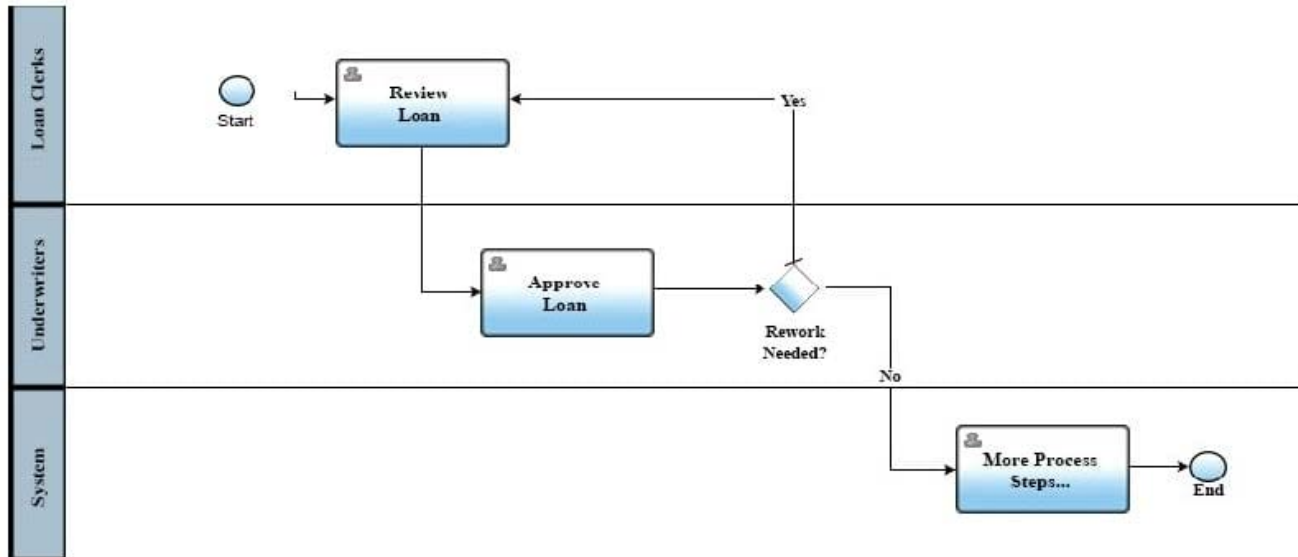 Loan Clerks
Start
Review
Loan
Yes
Underwriters
Approve
Loan
Rework
Needed?
No
System
More Process
Steps...
End